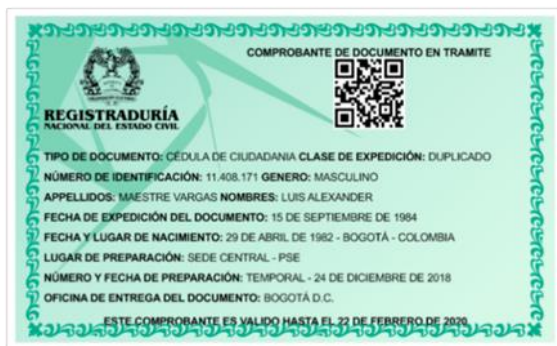 COMPROBANTE DE DOCUMENTO EN TRAMITE
REGISTRADURÍA
NACIONAL DEL ESTADO CIVIL
TIPO DE DOCUMENTO: CÉDULA DE CIUDADANIA CLASE DE EXPEDICIÓN: DUPLICADO
NÚMERO DE IDENTIFICACIÓN: 11.408.171 GENERO: MASCULINO
APPELLIDOS: MAESTRE VARGAS NOMBRES: LUIS ALEXANDER
FECHA DE EXPEDICIÓN DEL DOCUMENTO: 15 DE SEPTIEMBRE DE 1984
FECHA Y LUGAR DE NACIMIENTO: 29 DE ABRIL DE 1982 - BOGOTÁ - COLOMBIA
LUGAR DE PREPARACIÓN: SEDE CENTRAL - PSE
NÚMERO Y FECHA DE PREPARACIÓN: TEMPORAL - 24 DE DICIEMBRE DE 2018
OFICINA DE ENTREGA DEL DOCUMENTO: BOGOTÁ D.C.
ESTE COMPROBANTE ES VALIDO HASTA EL 22 DE FEBRERO DE 2020